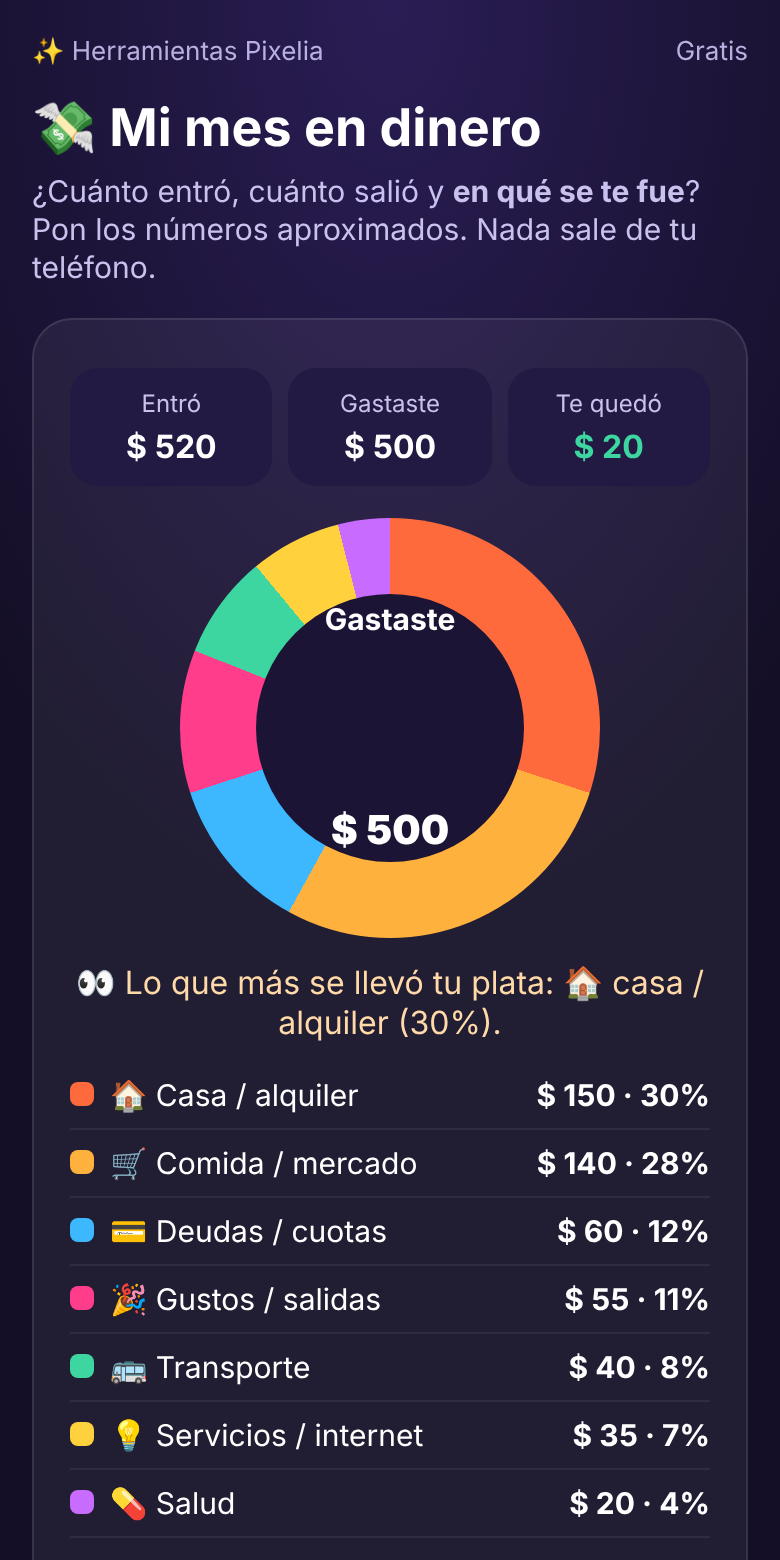 ✨ Herramientas Pixelia
Gratis
💸 Mi mes en dinero
¿Cuánto entró, cuánto salió y en qué se te fue?
Pon los números aproximados. Nada sale de tu
teléfono.
Entró
$ 520
Gastaste
$ 500
Te quedó
$ 20
Gastaste
$ 500
👀 Lo que más se llevó tu plata: 🏠 casa /
alquiler (30%).
🏠 Casa / alquiler $ 150 · 30%
🛒 Comida / mercado $ 140 · 28%
💳 Deudas / cuotas $ 60 · 12%
🎉 Gustos / salidas $ 55 · 11%
🚌 Transporte $ 40 · 8%
💡 Servicios / internet $ 35 · 7%
💊 Salud $ 20 · 4%